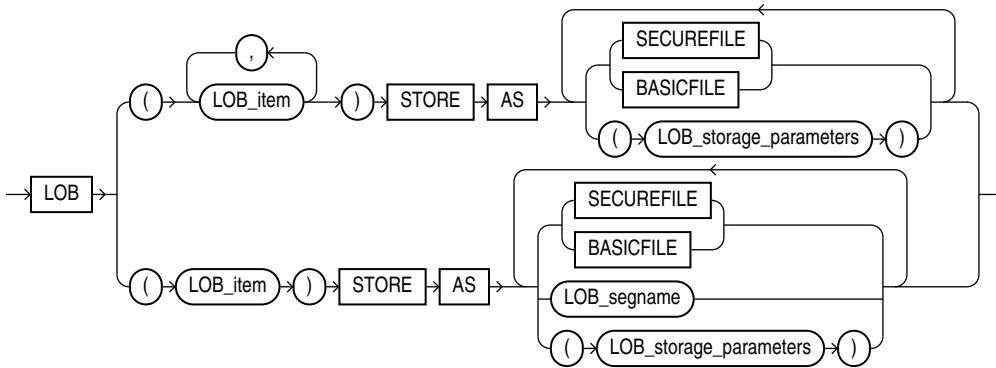 ,
SECUREFILE
BASICFILE
( LOB_item ) STORE AS
( LOB_storage_parameters )
LOB
SECUREFILE
BASICFILE
( LOB_item ) STORE AS
LOB_segname
( LOB_storage_parameters )